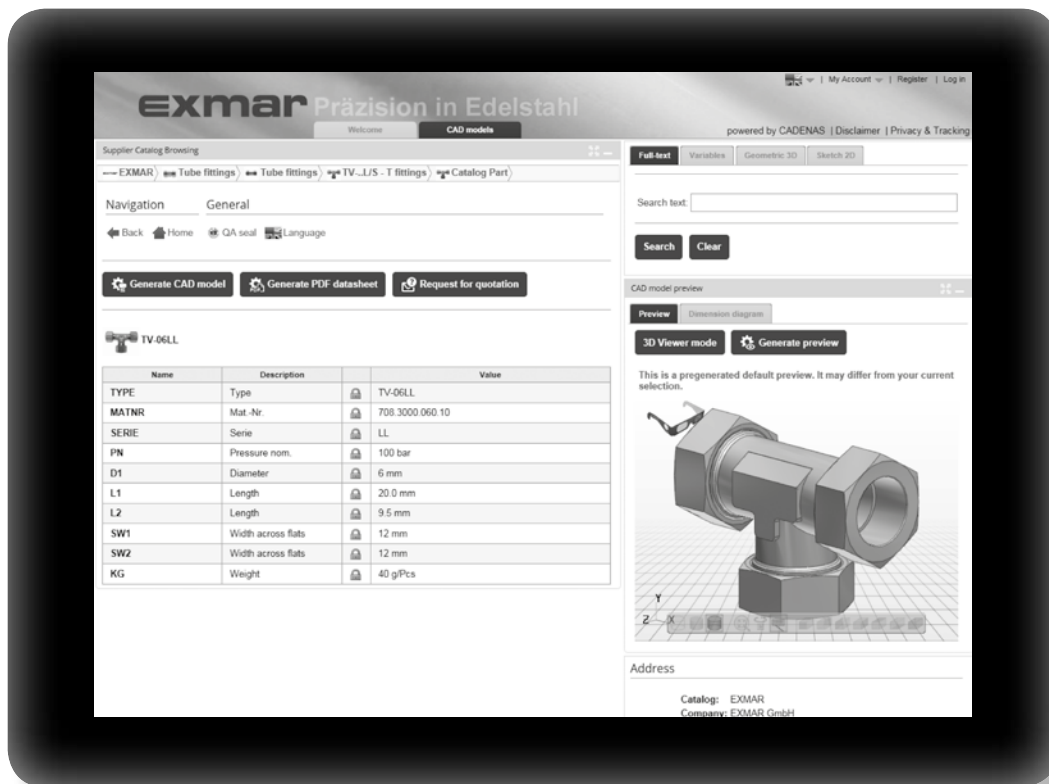 | My Account | Register | Log in
exmar Präzision in Edelstahl
Welcome
CAD models
powered by CADENAS | Disclaimer | Privacy & Tracking
Supplier Catalog Browsing
EXMAR Tube fittings Tube fittings TV-..L/S - T fittings Catalog Part
Navigation
General
Back Home QA seal Language
Generate CAD model
Generate PDF datasheet
Request for quotation
TV-06LL
Name Description Value
TYPE Type TV-06LL
MATNR Mat.-Nr. 708.3000.060.10
SERIE Serie LL
PN Pressure nom. 100 bar
D1 Diameter 6 mm
L1 Length 20.0 mm
L2 Length 9.5 mm
SW1 Width across flats 12 mm
SW2 Width across flats 12 mm
KG Weight 40 g/Pcs
Full-text Variables Geometric 3D Sketch 2D
Search text:
Search Clear
CAD model preview
Preview Dimension diagram
3D Viewer mode Generate preview
This is a pregenerated default preview. It may differ from your current
selection.
Y
Z X
Address
Catalog: EXMAR
Company: EXMAR GmbH